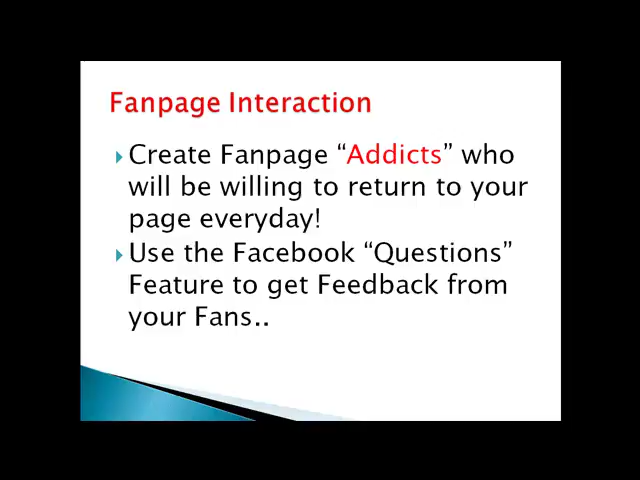 Fanpage Interaction
Create Fanpage “Addicts” who
will be willing to return to your
page everyday!
Use the Facebook “Questions”
Feature to get Feedback from
your Fans..